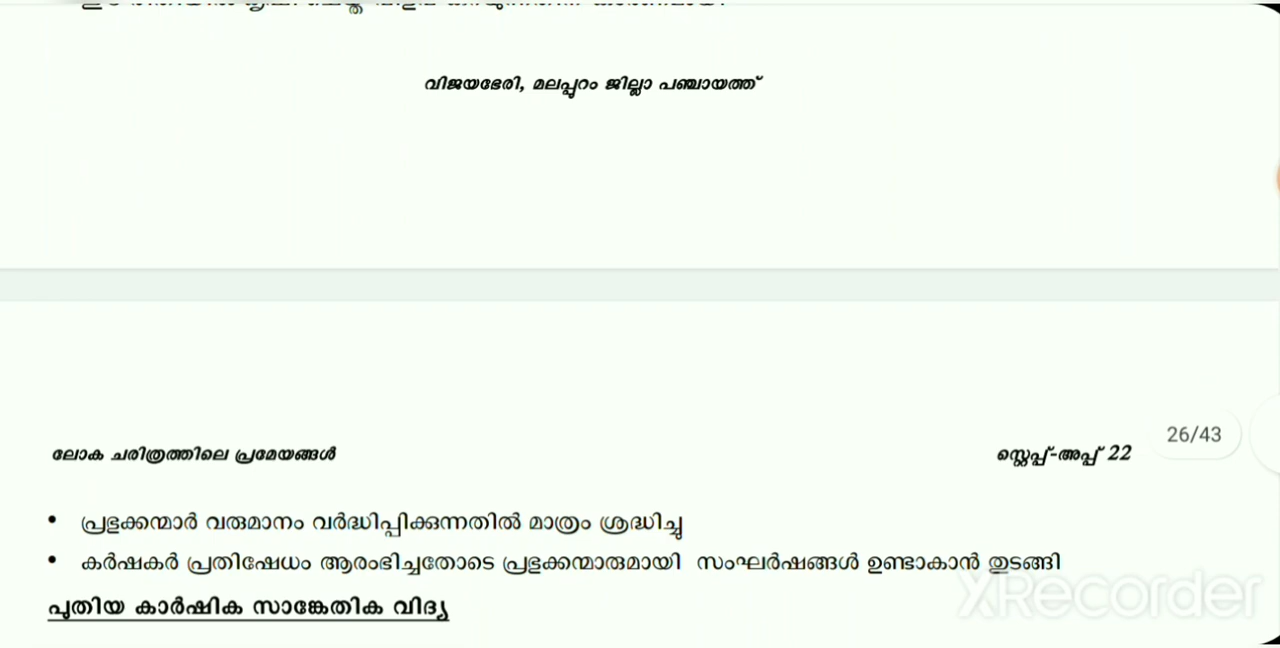 വിജയഭേരി, മലപ്പുറം ജില്ലാ പഞ്ചായത്ത്
26/43
ലോക ചരിത്രത്തിലെ പ്രമേയങ്ങൾ സ്റ്റെപ്പ്-അപ്പ് 22
• പ്രഭുക്കന്മാർ വരുമാനം വർദ്ധിപ്പിക്കുന്നതിൽ മാത്രം ശ്രദ്ധിച്ചു
• കർഷകർ പ്രതിഷേധം ആരംഭിച്ചതോടെ പ്രഭുക്കന്മാരുമായി സംഘർഷങ്ങൾ ഉണ്ടാകാൻ തുടങ്ങി
XRecorder
പുതിയ കാർഷിക സാങ്കേതിക വിദ്യ